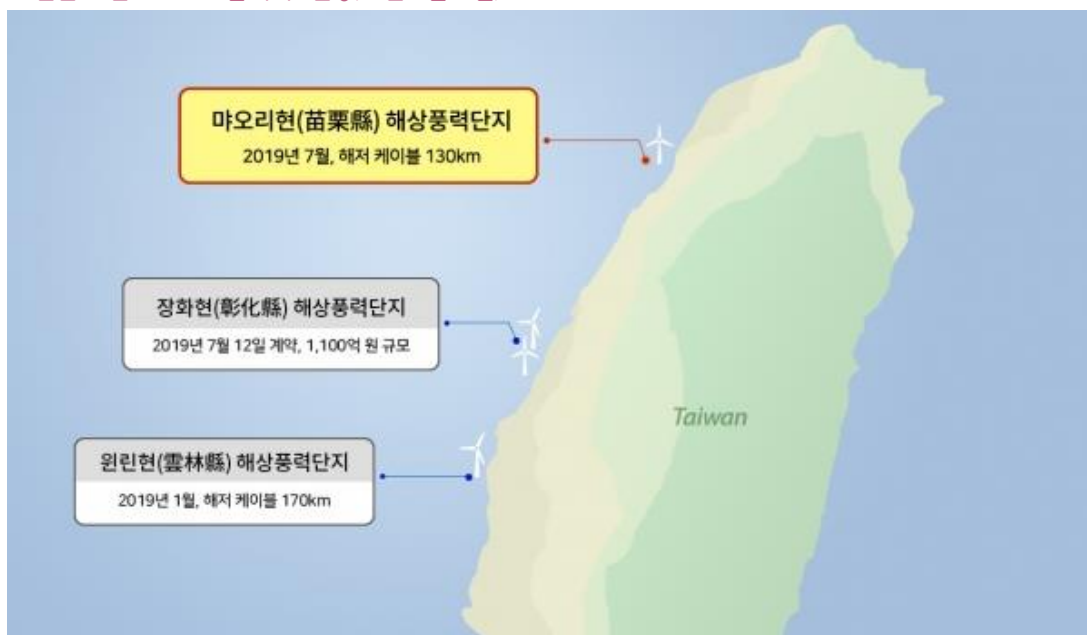 먀오리현(苗栗縣) 해상풍력단지
2019년 7월, 해저 케이블 130km
장화현(彰化縣) 해상풍력단지
2019년 7월 12일 계약, 1,100억 원 규모
윈린현(雲林縣) 해상풍력단지
2019년 1월, 해저 케이블 170km
Taiwan